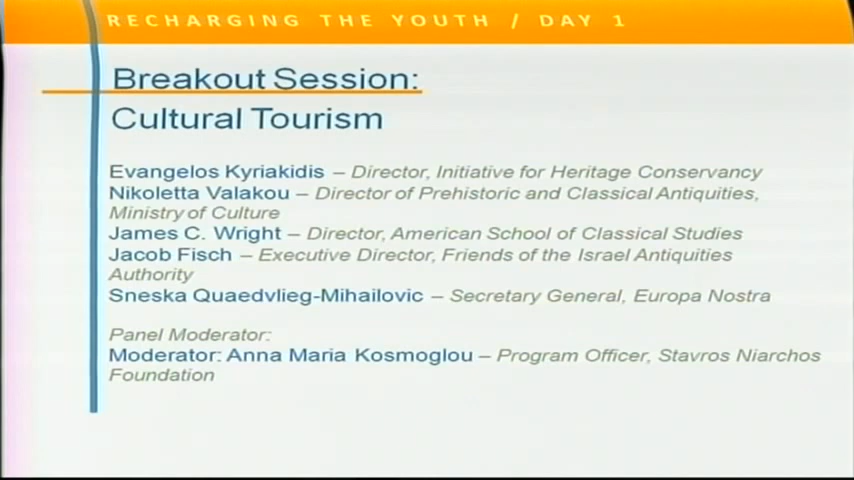 RECHARGING THE YOUTH / DAY 1
Breakout Session:
Cultural Tourism
Evangelos Kyriakidis – Director, Initiative for Heritage Conservancy
Nikoletta Valakou – Director of Prehistoric and Classical Antiquities,
Ministry of Culture
James C. Wright – Director, American School of Classical Studies
Jacob Fisch – Executive Director, Friends of the Israel Antiquities
Authority
Sneska Quaedvlieg-Mihailovic – Secretary General, Europa Nostra
Panel Moderator:
Moderator: Anna Maria Kosmoglou – Program Officer, Stavros Niarchos
Foundation